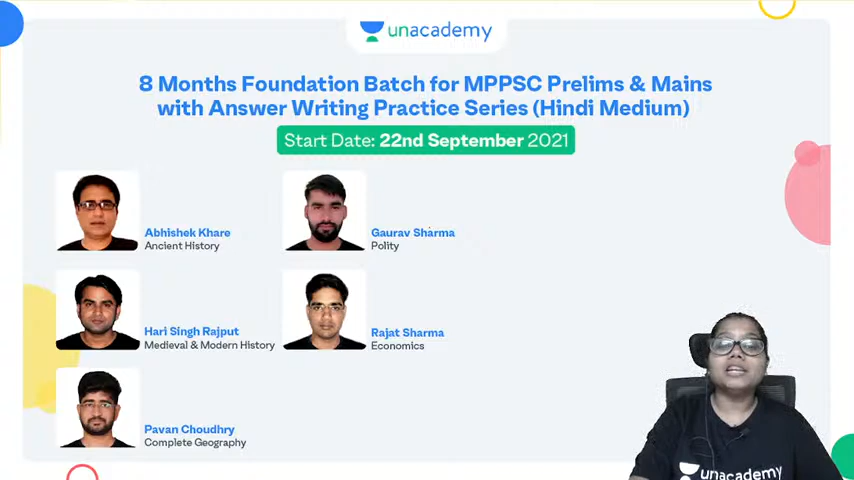 unacademy
8 Months Foundation Batch for MPPSC Prelims & Mains
with Answer Writing Practice Series (Hindi Medium)
Start Date: 22nd September 2021
Abhishek Khare
Ancient History
Gaurav Sharma
Polity
Hari Singh Rajput
Medieval & Modern History
Rajat Sharma
Economics
Pavan Choudhry
Complete Geography
unacademy